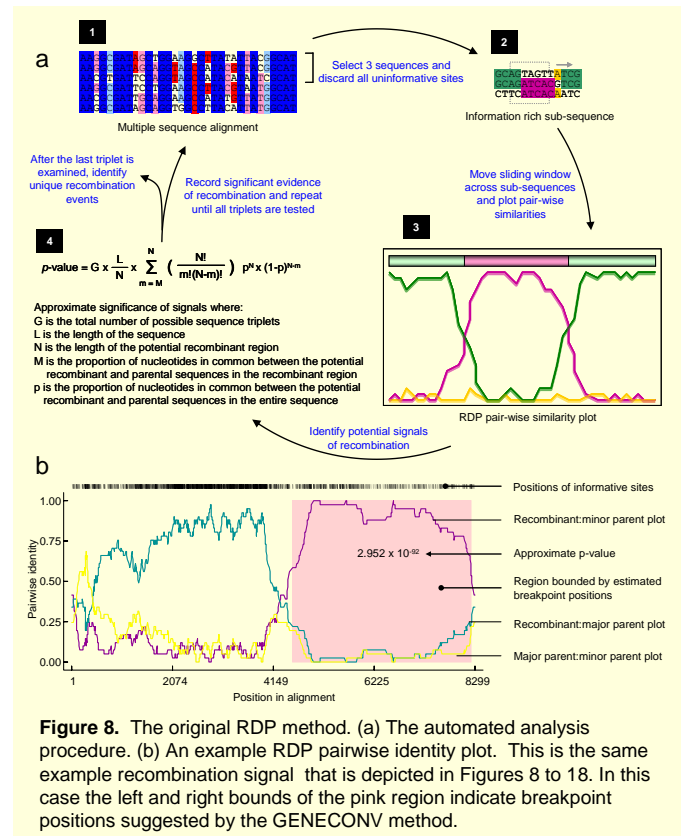 a
1
Multiple sequence alignment
Select 3 sequences and
discard all uninformative sites
2
GCAGTAGTTATCG
GCAGATCACGTCG
CTTCATCACAATC
Information rich sub-sequence
Move sliding window
across sub-sequences
and plot pair-wise
similarities
3
RDP pair-wise similarity plot
Identify potential signals
of recombination
4
p-value = G x L/N x N Σ m = M ( N! / m!(N-m)! ) pᴺ x (1-p)ᴺ⁻ᵐ
Approximate significance of signals where:
G is the total number of possible sequence triplets
L is the length of the sequence
N is the length of the potential recombinant region
M is the proportion of nucleotides in common between the potential
recombinant and parental sequences in the recombinant region
p is the proportion of nucleotides in common between the potential
recombinant and parental sequences in the entire sequence
Record significant evidence
of recombination and repeat
until all triplets are tested
After the last triplet is
examined, identify
unique recombination
events
b
Pairwise identity
1.00
0.75
0.50
0.25
0.00
1
2074
4149
6225
8299
Position in alignment
2.952 x 10⁻⁹²
Positions of informative sites
Recombinant:minor parent plot
Approximate p-value
Region bounded by estimated
breakpoint positions
Recombinant:major parent plot
Major parent:minor parent plot
Figure 8. The original RDP method. (a) The automated analysis
procedure. (b) An example RDP pairwise identity plot. This is the same
example recombination signal that is depicted in Figures 8 to 18. In this
case the left and right bounds of the pink region indicate breakpoint
positions suggested by the GENECONV method.